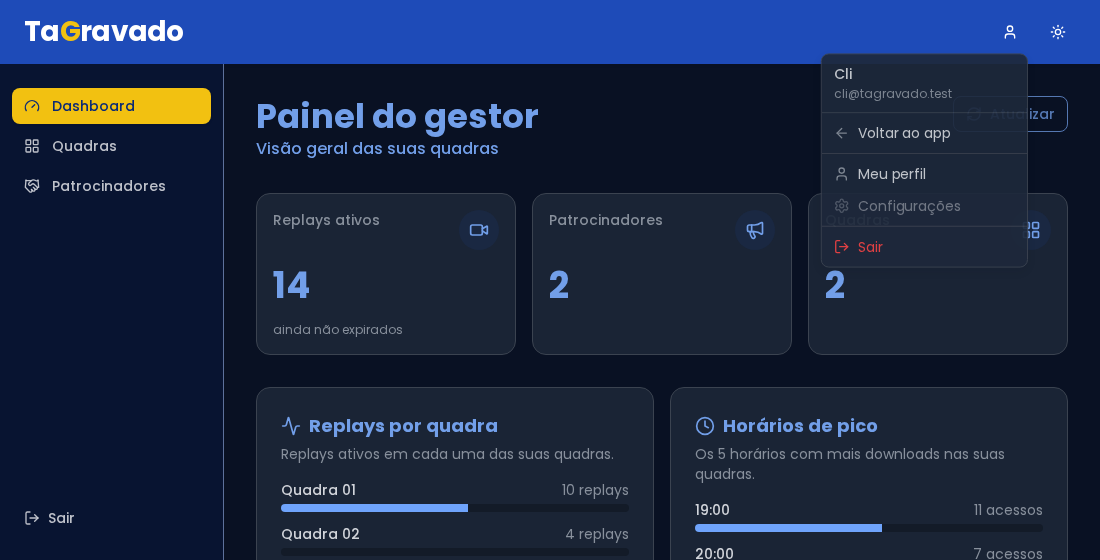 TaGravado
Cli
cli@tagravado.test
Voltar ao app
Meu perfil
Configurações
Sair
Dashboard
Quadras
Patrocinadores
Sair
Painel do gestor
Visão geral das suas quadras
Atualizar
Replays ativos
14
ainda não expirados
Patrocinadores
2
Quadras
2
Replays por quadra
Replays ativos em cada uma das suas quadras.
Quadra 01 10 replays
Quadra 02 4 replays
Horários de pico
Os 5 horários com mais downloads nas suas
quadras.
19:00 11 acessos
20:00 7 acessos